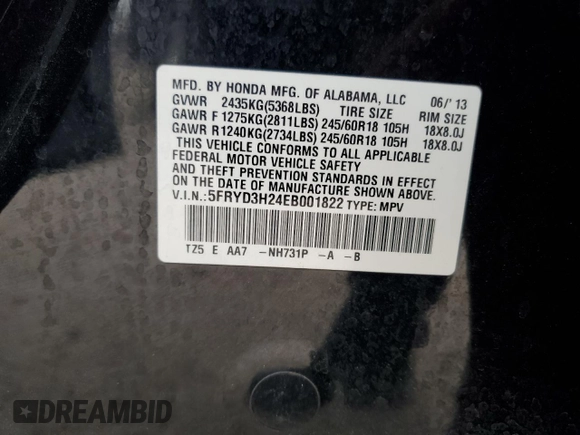 MFD. BY HONDA MFG. OF ALABAMA, LLC 06/'13
GVWR 2435KG(5368LBS) TIRE SIZE RIM SIZE
GAWR F 1275KG(2811LBS) 245/60R18 105H 18X8.0J
GAWR R1240KG(2734LBS) 245/60R18 105H 18X8.0J
THIS VEHICLE CONFORMS TO ALL APPLICABLE
FEDERAL MOTOR VEHICLE SAFETY
AND THEFT PREVENTION STANDARDS IN EFFECT
ON THE DATE OF MANUFACTURE SHOWN ABOVE.
V.I.N.:5FRYD3H24EB001822 TYPE: MPV
TZ5 E AA7 -NH731P -A -B
DREAMBID